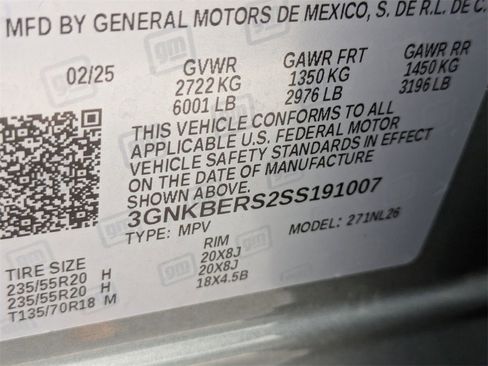 MFD BY GENERAL MOTORS DE MEXICO, S. DE R.L. DE C.
02/25 GVWR GAWR FRT GAWR RR
2722 KG 1350 KG 1450 KG
6001 LB 2976 LB 3196 LB
THIS VEHICLE CONFORMS TO ALL
APPLICABLE U.S. FEDERAL MOTOR
VEHICLE SAFETY STANDARDS IN EFFECT
ON THE DATE OF MANUFACTURE
SHOWN ABOVE.
3GNKBERS2SS191007
TYPE: MPV MODEL: 271NL26
TIRE SIZE RIM
235/55R20 H 20X8J
235/55R20 H 20X8J
T135/70R18 M 18X4.5B
gm